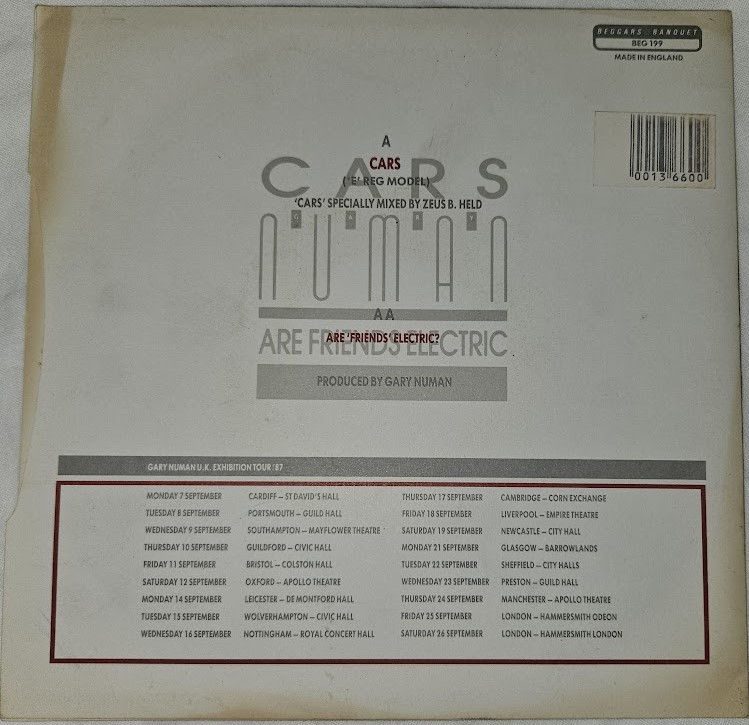 BEGGARS BANQUET
BEG 199
MADE IN ENGLAND
00136600
A
CARS
CARS
('E' REG MODEL)
'CARS' SPECIALLY MIXED BY ZEUS B. HELD
G A R Y
NUMAN
AA
ARE 'FRIENDS' ELECTRIC?
ARE FRIENDS ELECTRIC
PRODUCED BY GARY NUMAN
GARY NUMAN U.K. EXHIBITION TOUR '87
MONDAY 7 SEPTEMBER CARDIFF – ST DAVID'S HALL
TUESDAY 8 SEPTEMBER PORTSMOUTH – GUILD HALL
WEDNESDAY 9 SEPTEMBER SOUTHAMPTON – MAYFLOWER THEATRE
THURSDAY 10 SEPTEMBER GUILDFORD – CIVIC HALL
FRIDAY 11 SEPTEMBER BRISTOL – COLSTON HALL
SATURDAY 12 SEPTEMBER OXFORD – APOLLO THEATRE
MONDAY 14 SEPTEMBER LEICESTER – DE MONTFORD HALL
TUESDAY 15 SEPTEMBER WOLVERHAMPTON – CIVIC HALL
WEDNESDAY 16 SEPTEMBER NOTTINGHAM – ROYAL CONCERT HALL
THURSDAY 17 SEPTEMBER CAMBRIDGE – CORN EXCHANGE
FRIDAY 18 SEPTEMBER LIVERPOOL – EMPIRE THEATRE
SATURDAY 19 SEPTEMBER NEWCASTLE – CITY HALL
MONDAY 21 SEPTEMBER GLASGOW – BARROWLANDS
TUESDAY 22 SEPTEMBER SHEFFIELD – CITY HALLS
WEDNESDAY 23 SEPTEMBER PRESTON – GUILD HALL
THURSDAY 24 SEPTEMBER MANCHESTER – APOLLO THEATRE
FRIDAY 25 SEPTEMBER LONDON – HAMMERSMITH ODEON
SATURDAY 26 SEPTEMBER LONDON – HAMMERSMITH LONDON